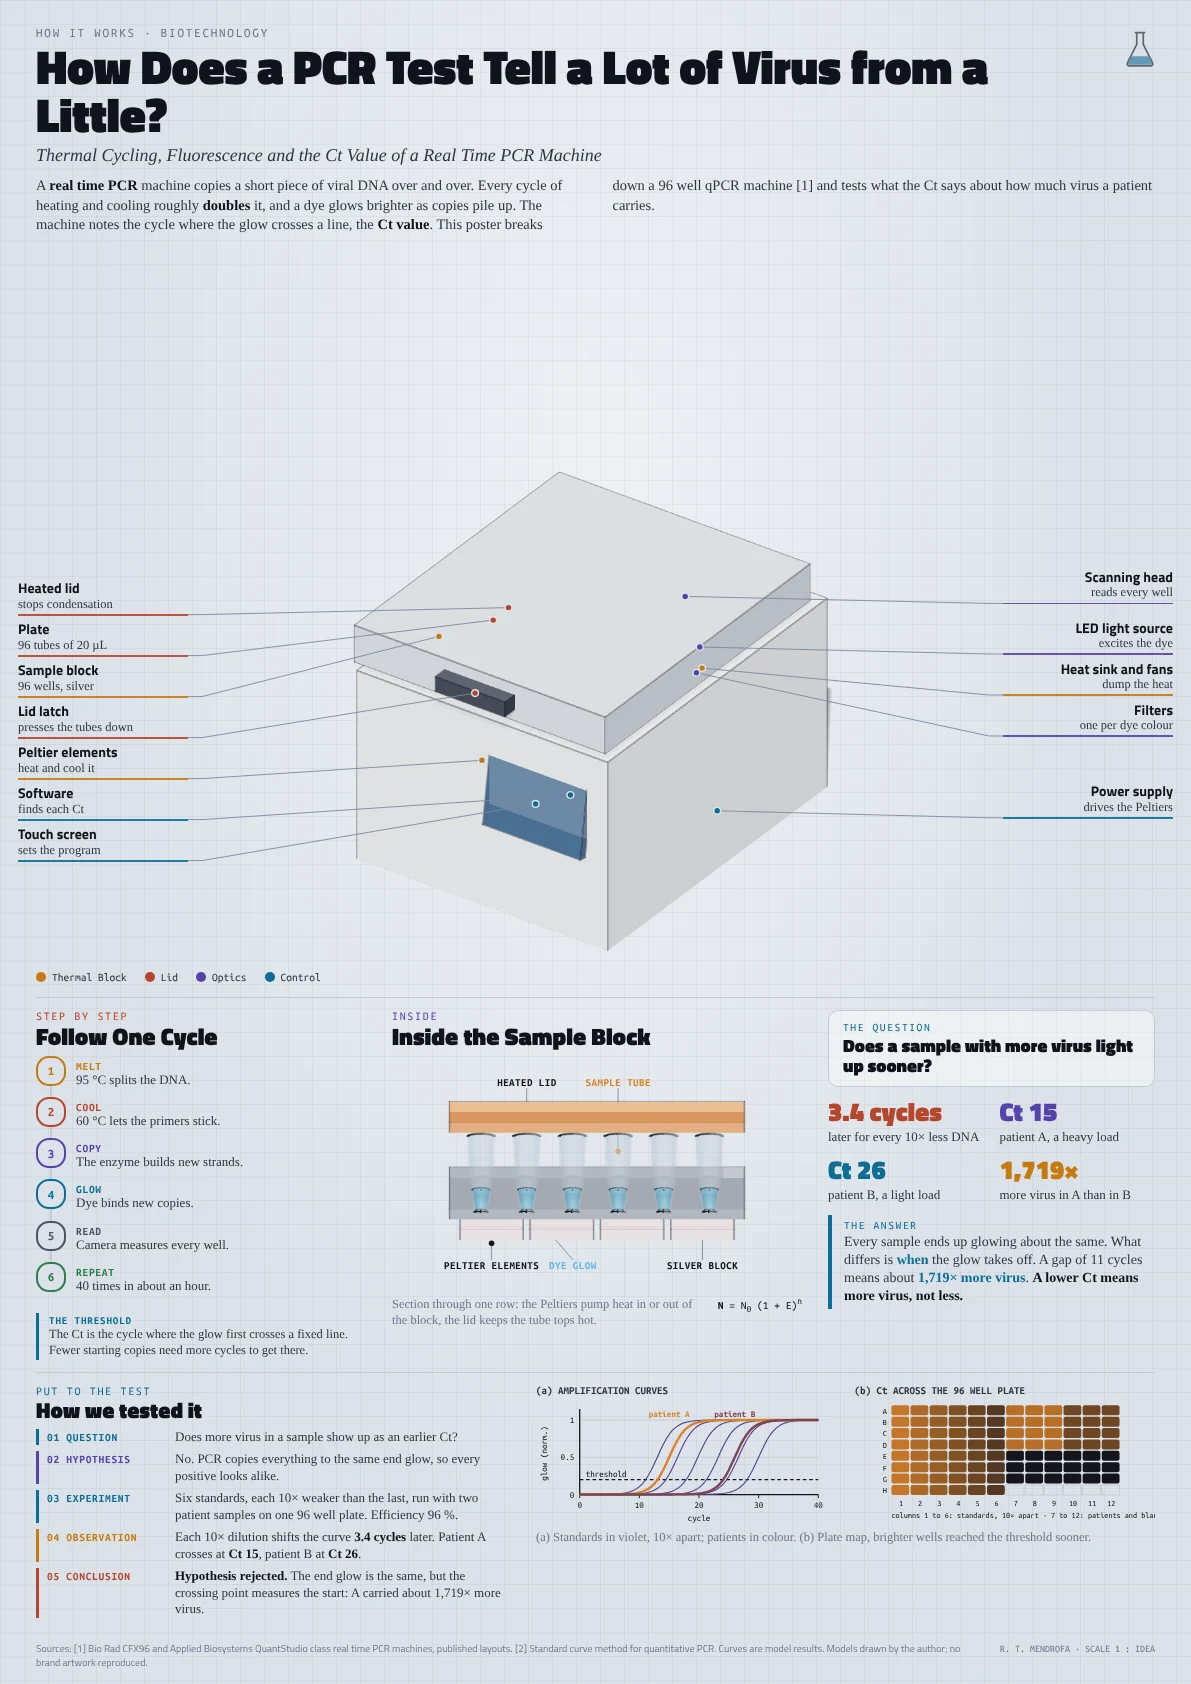 HOW IT WORKS · BIOTECHNOLOGY
How Does a PCR Test Tell a Lot of Virus from a
Little?
Thermal Cycling, Fluorescence and the Ct Value of a Real Time PCR Machine
A real time PCR machine copies a short piece of viral DNA over and over. Every cycle of
heating and cooling roughly doubles it, and a dye glows brighter as copies pile up. The
machine notes the cycle where the glow crosses a line, the Ct value. This poster breaks
down a 96 well qPCR machine [1] and tests what the Ct says about how much virus a patient
carries.
Heated lid
stops condensation
Plate
96 tubes of 20 µL
Sample block
96 wells, silver
Lid latch
presses the tubes down
Peltier elements
heat and cool it
Software
finds each Ct
Touch screen
sets the program
Scanning head
reads every well
LED light source
excites the dye
Heat sink and fans
dump the heat
Filters
one per dye colour
Power supply
drives the Peltiers
Thermal Block
Lid
Optics
Control
STEP BY STEP
Follow One Cycle
1
MELT
95 °C splits the DNA.
2
COOL
60 °C lets the primers stick.
3
COPY
The enzyme builds new strands.
4
GLOW
Dye binds new copies.
5
READ
Camera measures every well.
6
REPEAT
40 times in about an hour.
THE THRESHOLD
The Ct is the cycle where the glow first crosses a fixed line.
Fewer starting copies need more cycles to get there.
INSIDE
Inside the Sample Block
HEATED LID
SAMPLE TUBE
PELTIER ELEMENTS
DYE GLOW
SILVER BLOCK
Section through one row: the Peltiers pump heat in or out of
the block, the lid keeps the tube tops hot.
N = N0 (1 + E)n
THE QUESTION
Does a sample with more virus light
up sooner?
3.4 cycles
later for every 10× less DNA
Ct 15
patient A, a heavy load
Ct 26
patient B, a light load
1,719×
more virus in A than in B
THE ANSWER
Every sample ends up glowing about the same. What
differs is when the glow takes off. A gap of 11 cycles
means about 1,719× more virus. A lower Ct means
more virus, not less.
PUT TO THE TEST
How we tested it
01 QUESTION
Does more virus in a sample show up as an earlier Ct?
02 HYPOTHESIS
No. PCR copies everything to the same end glow, so every
positive looks alike.
03 EXPERIMENT
Six standards, each 10× weaker than the last, run with two
patient samples on one 96 well plate. Efficiency 96 %.
04 OBSERVATION
Each 10× dilution shifts the curve 3.4 cycles later. Patient A
crosses at Ct 15, patient B at Ct 26.
05 CONCLUSION
Hypothesis rejected. The end glow is the same, but the
crossing point measures the start: A carried about 1,719× more
virus.
(a) AMPLIFICATION CURVES
patient A
patient B
threshold
glow (norm.)
1
0.5
0
0 10 20 30 40
cycle
(b) Ct ACROSS THE 96 WELL PLATE
A
B
C
D
E
F
G
H
1 2 3 4 5 6 7 8 9 10 11 12
columns 1 to 6: standards, 10× apart · 7 to 12: patients and
(a) Standards in violet, 10× apart; patients in colour. (b) Plate map, brighter wells reached the threshold sooner.
Sources: [1] Bio Rad CFX96 and Applied Biosystems QuantStudio class real time PCR machines, published layouts. [2] Standard curve method for quantitative PCR. Curves are model results. Models drawn by the author; no
brand artwork reproduced.
R. T. MENDROFA · SCALE 1 : IDEA